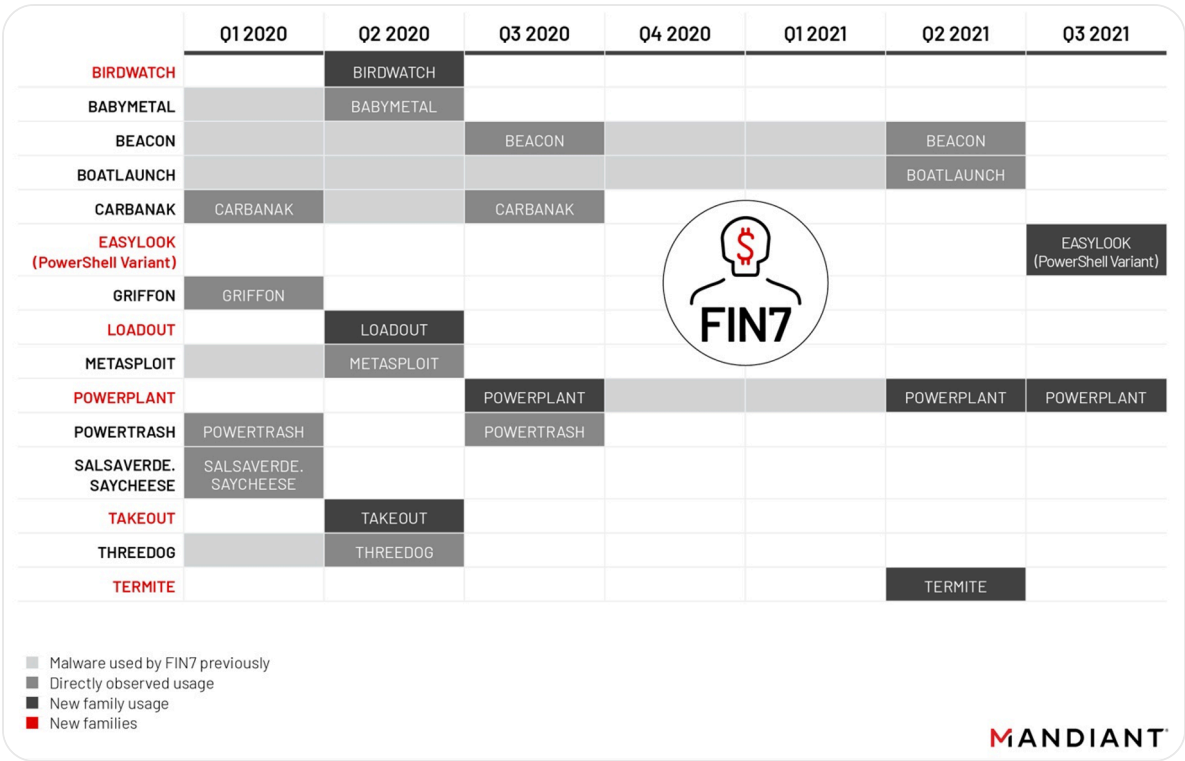 Q1 2020 Q2 2020 Q3 2020 Q4 2020 Q1 2021 Q2 2021 Q3 2021
BIRDWATCH BIRDWATCH
BABYMETAL BABYMETAL
BEACON BEACON BEACON
BOATLAUNCH BOATLAUNCH
CARBANAK CARBANAK CARBANAK
EASYLOOK
(PowerShell Variant)
EASYLOOK
(PowerShell Variant)
GRIFFON GRIFFON
$
FIN7
LOADOUT LOADOUT
METASPLOIT METASPLOIT
POWERPLANT POWERPLANT POWERPLANT POWERPLANT
POWERTRASH POWERTRASH POWERTRASH
SALSAVERDE.
SAYCHEESE
SALSAVERDE.
SAYCHEESE
TAKEOUT TAKEOUT
THREEDOG THREEDOG
TERMITE TERMITE
Malware used by FIN7 previously
Directly observed usage
New family usage
New families
MANDIANT